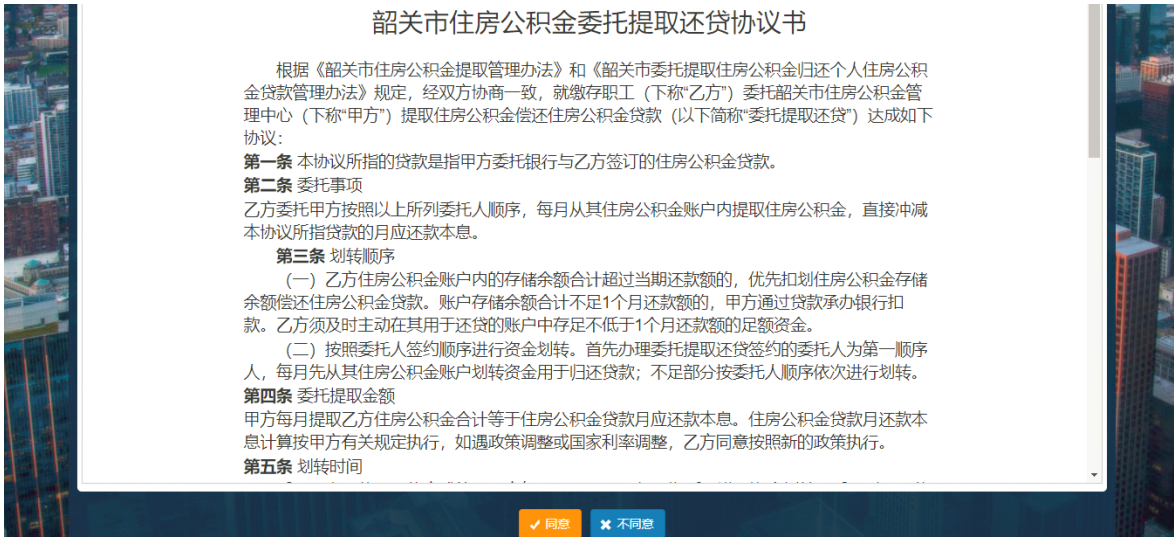 韶关市住房公积金委托提取还贷协议书
根据《韶关市住房公积金提取管理办法》和《韶关市委托提取住房公积金归还个人住房公积
金贷款管理办法》规定，经双方协商一致，就缴存职工（下称“乙方”）委托韶关市住房公积金管
理中心（下称“甲方”）提取住房公积金偿还住房公积金贷款（以下简称“委托提取还贷”）达成如下
协议：
第一条 本协议所指的贷款是指甲方委托银行与乙方签订的住房公积金贷款。
第二条 委托事项
乙方委托甲方按照以上所列委托人顺序，每月从其住房公积金账户内提取住房公积金，直接冲减
本协议所指贷款的月应还款本息。
第三条 划转顺序
（一）乙方住房公积金账户内的存储余额合计超过当期还款额的，优先扣划住房公积金存储
余额偿还住房公积金贷款。账户存储余额合计不足1个月还款额的，甲方通过贷款承办银行扣
款。乙方须及时主动在其用于还贷的账户中存足不低于1个月还款额的足额资金。
（二）按照委托人签约顺序进行资金划转。首先办理委托提取还贷签约的委托人为第一顺序
人，每月先从其住房公积金账户划转资金用于归还贷款；不足部分按委托人顺序依次进行划转。
第四条 委托提取金额
甲方每月提取乙方住房公积金合计等于住房公积金贷款月应还款本息。住房公积金贷款月还款本
息计算按甲方有关规定执行，如遇政策调整或国家利率调整，乙方同意按照新的政策执行。
第五条 划转时间
同意 不同意